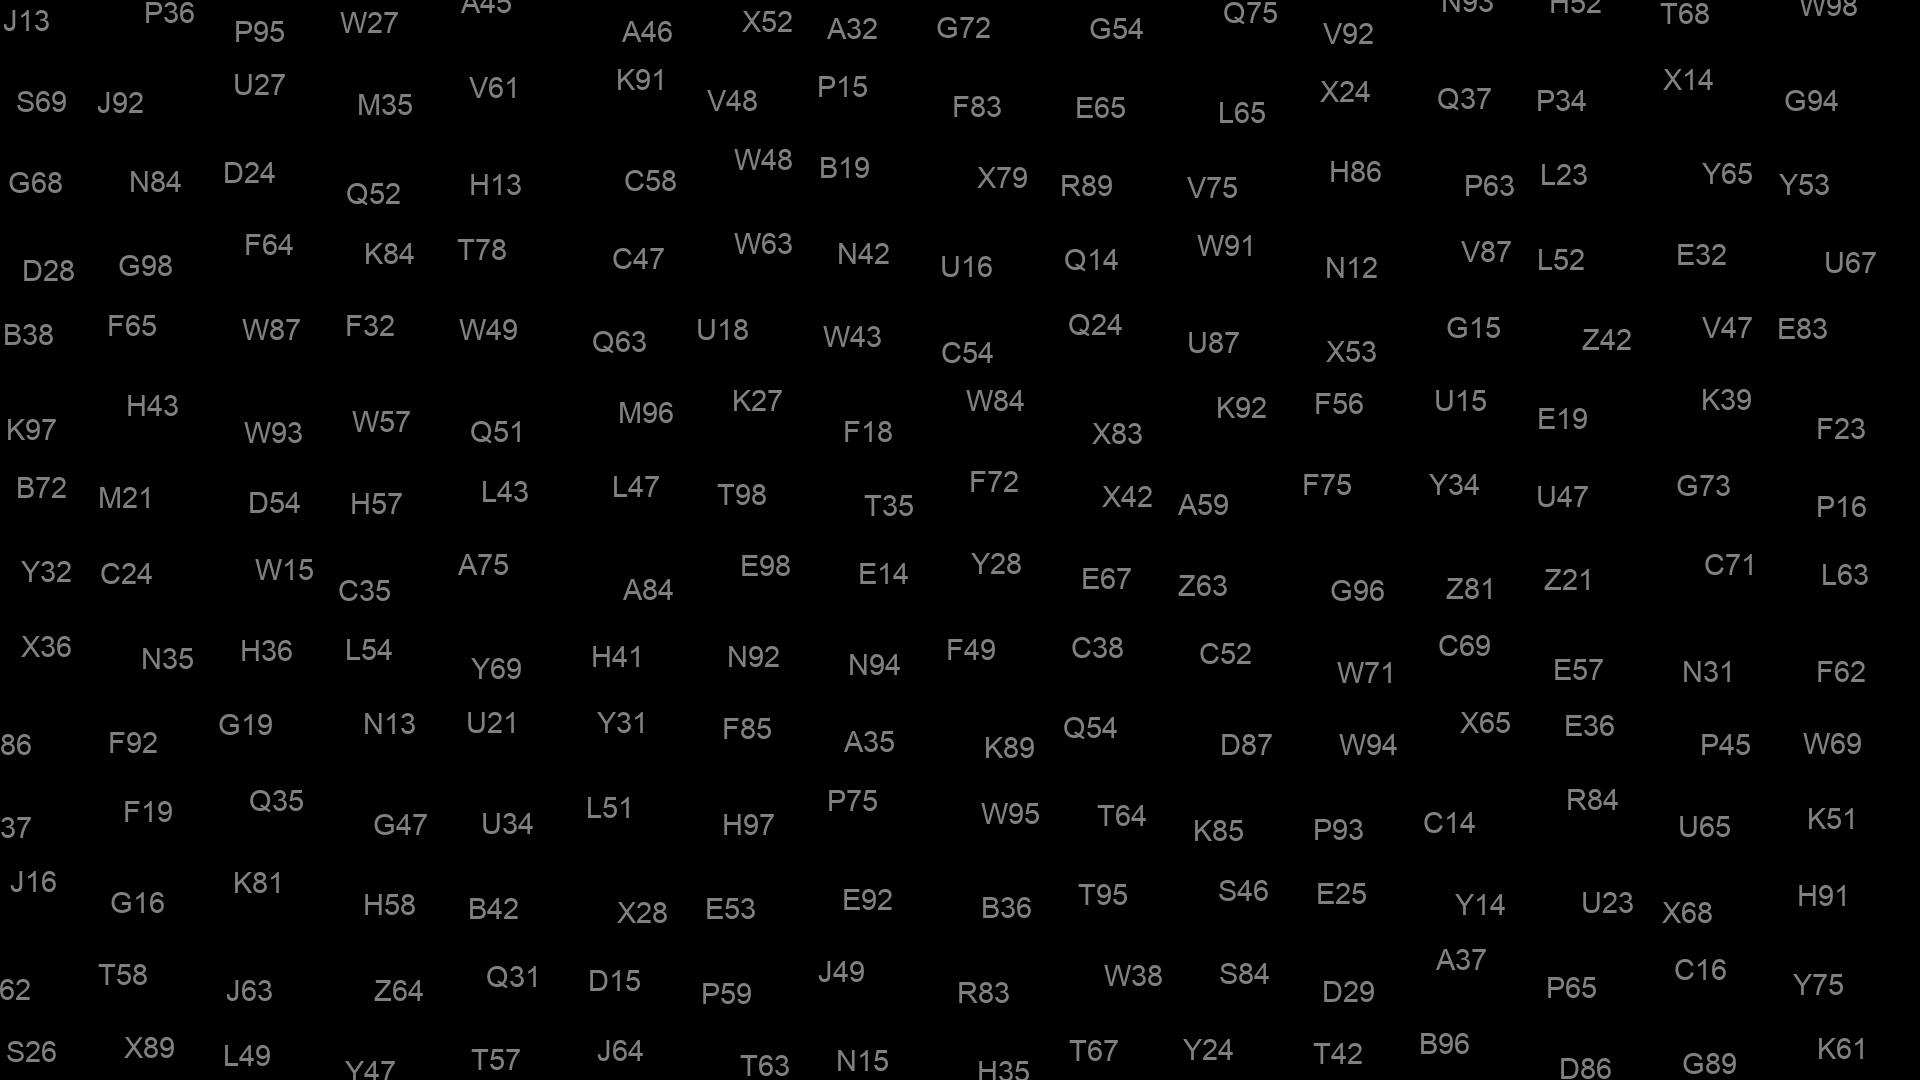 J13 P36 P95 W27 A45 A46 X52 A32 G72 G54 Q75 V92 N93 H52 T68 W98
S69 J92 U27 M35 V61 K91 V48 P15 F83 E65 L65 X24 Q37 P34 X14 G94
G68 N84 D24 Q52 H13 C58 W48 B19 X79 R89 V75 H86 P63 L23 Y65 Y53
D28 G98 F64 K84 T78 C47 W63 N42 U16 Q14 W91 N12 V87 L52 E32 U67
B38 F65 W87 F32 W49 Q63 U18 W43 C54 Q24 U87 X53 G15 Z42 V47 E83
K97 H43 W93 W57 Q51 M96 K27 F18 W84 X83 K92 F56 U15 E19 K39 F23
B72 M21 D54 H57 L43 L47 T98 T35 F72 X42 A59 F75 Y34 U47 G73 P16
Y32 C24 W15 C35 A75 A84 E98 E14 Y28 E67 Z63 G96 Z81 Z21 C71 L63
X36 N35 H36 L54 Y69 H41 N92 N94 F49 C38 C52 W71 C69 E57 N31 F62
86 F92 G19 N13 U21 Y31 F85 A35 K89 Q54 D87 W94 X65 E36 P45 W69
37 F19 Q35 G47 U34 L51 H97 P75 W95 T64 K85 P93 C14 R84 U65 K51
J16 G16 K81 H58 B42 X28 E53 E92 B36 T95 S46 E25 Y14 U23 X68 H91
62 T58 J63 Z64 Q31 D15 P59 J49 R83 W38 S84 D29 A37 P65 C16 Y75
S26 X89 L49 Y47 T57 J64 T63 N15 H35 T67 Y24 T42 B96 D86 G89 K61